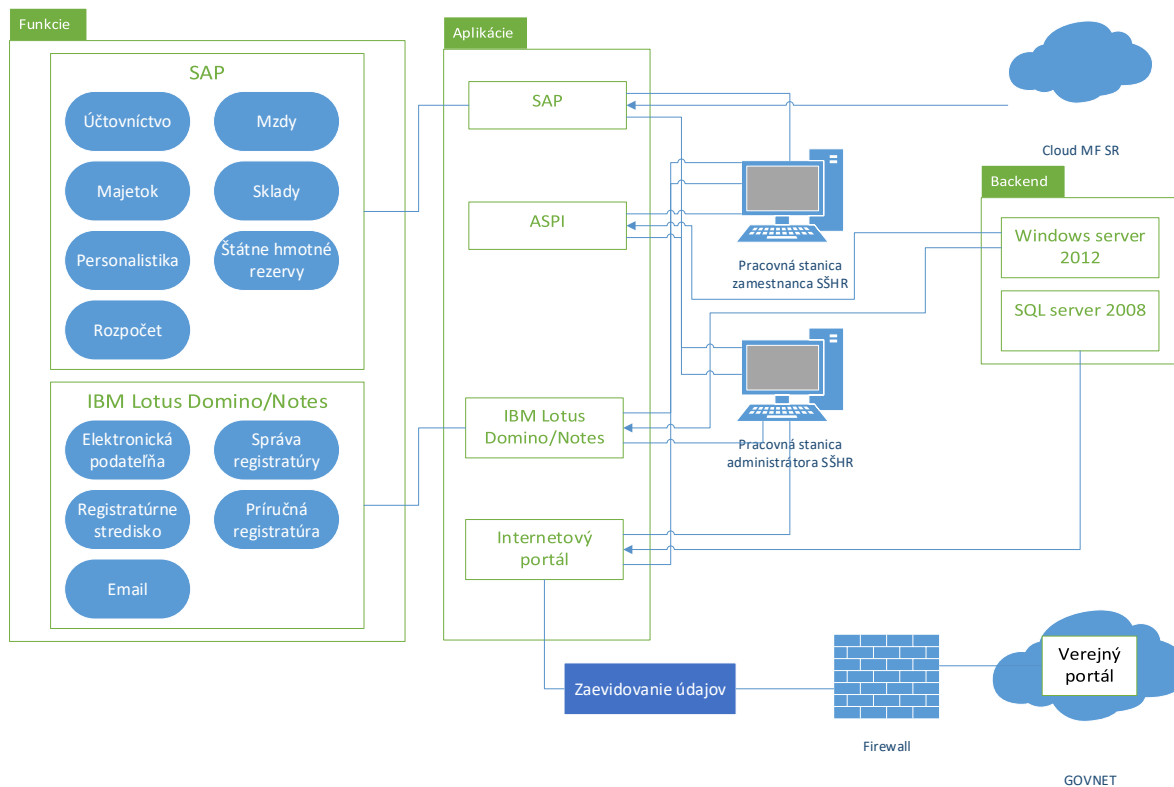 Funkcie
SAP
Účtovníctvo
Mzdy
Majetok
Sklady
Personalistika
Štátne hmotné
rezervy
Rozpočet
IBM Lotus Domino/Notes
Elektronická
podateľňa
Správa
registratúry
Registratúrne
stredisko
Príručná
registratúra
Email
Aplikácie
SAP
ASPI
IBM Lotus
Domino/Notes
Internetový
portál
Cloud MF SR
Pracovná stanica
zamestnanca SŠHR
Pracovná stanica
administrátora SŠHR
Backend
Windows server
2012
SQL server 2008
Zaevidovanie údajov
Firewall
Verejný
portál
GOVNET